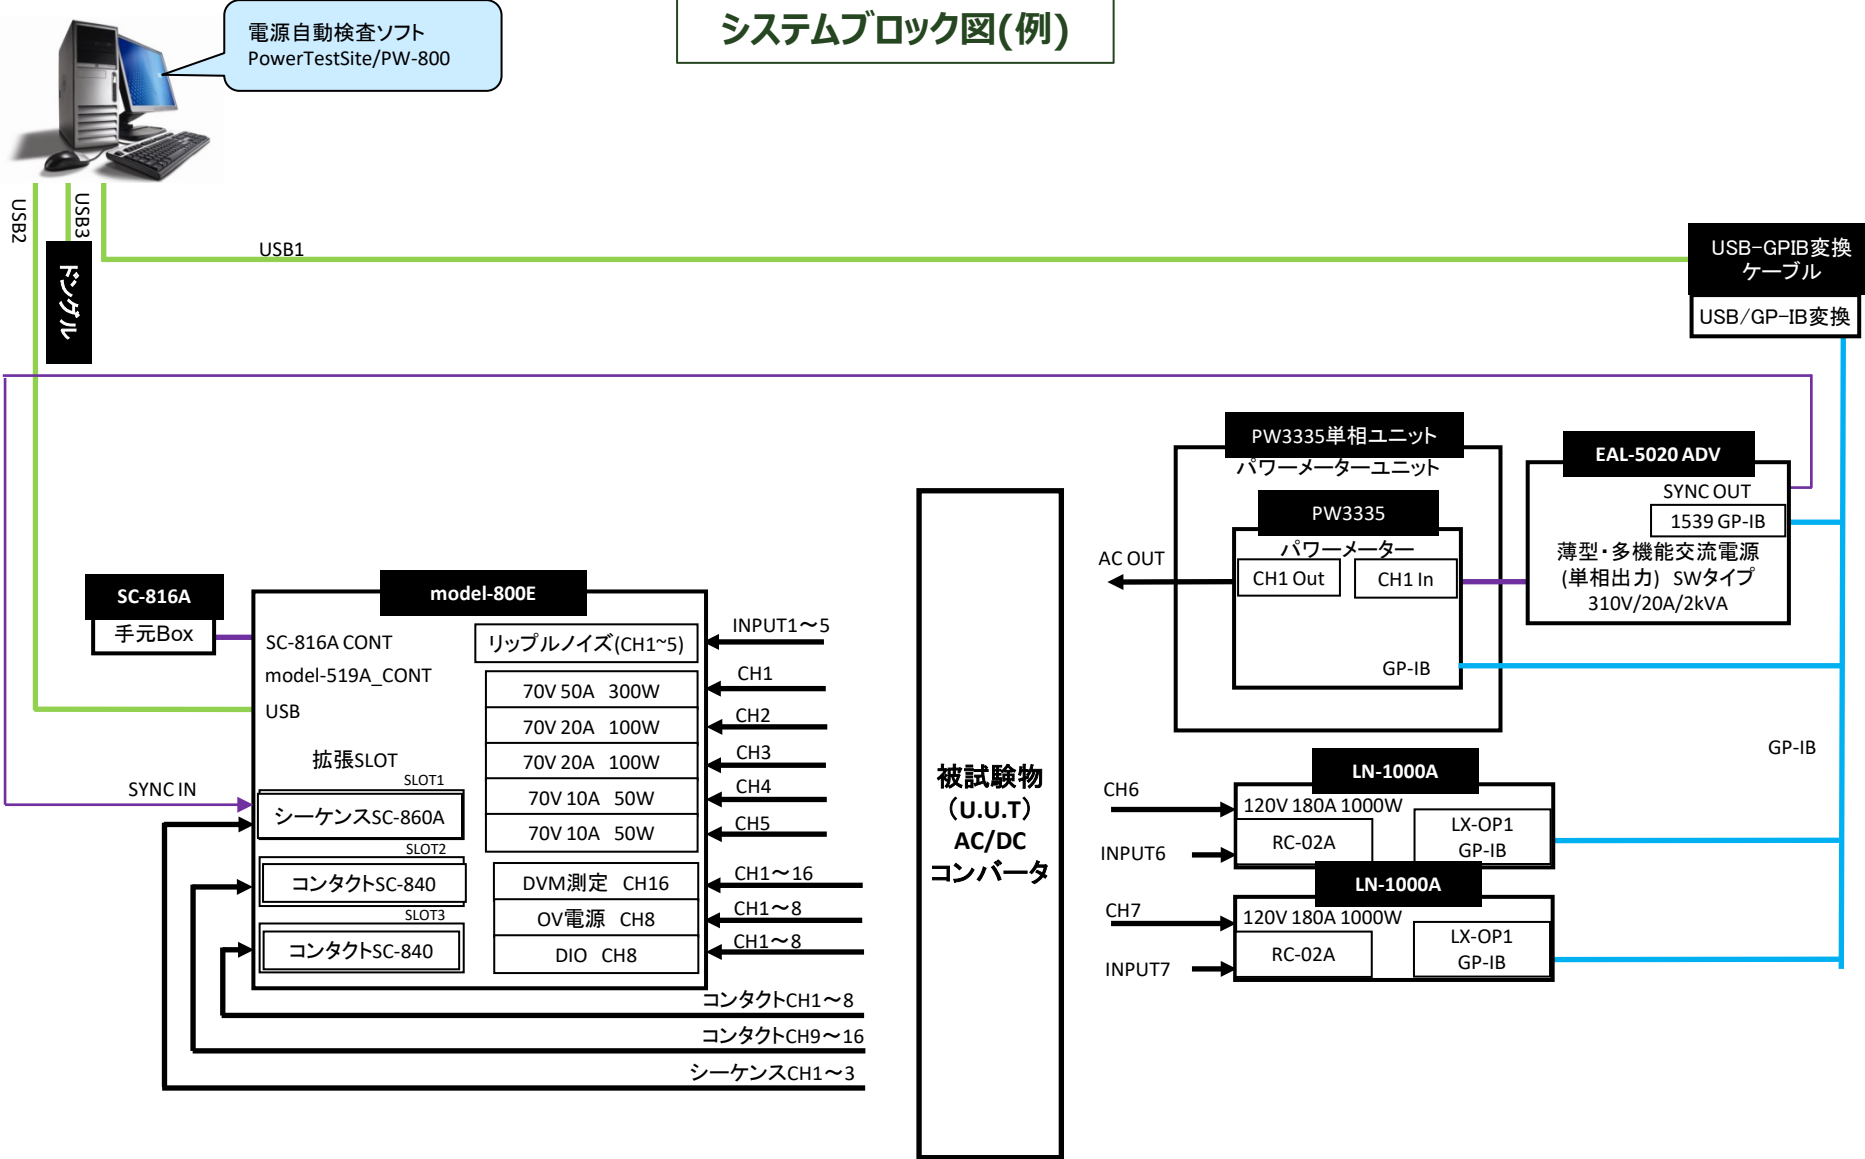 システムブロック図(例)
電源自動検査ソフト
PowerTestSite/PW-800
USB2
USB3
USB1
ドングル
USB-GPIB変換
ケーブル
USB/GP-IB変換
PW3335単相ユニット
パワーメーターユニット
PW3335
パワーメーター
CH1 Out
CH1 In
GP-IB
AC OUT
EAL-5020 ADV
SYNC OUT
1539 GP-IB
薄型・多機能交流電源
(単相出力) SWタイプ
310V/20A/2kVA
GP-IB
SC-816A
手元Box
model-800E
SC-816A CONT
model-519A_CONT
USB
拡張SLOT
SLOT1
シーケンスSC-860A
SLOT2
コンタクトSC-840
SLOT3
コンタクトSC-840
SYNC IN
リップルノイズ(CH1~5)
70V 50A 300W
70V 20A 100W
70V 20A 100W
70V 10A 50W
70V 10A 50W
DVM測定 CH16
OV電源 CH8
DIO CH8
INPUT1～5
CH1
CH2
CH3
CH4
CH5
CH1～16
CH1～8
CH1～8
コンタクトCH1～8
コンタクトCH9～16
シーケンスCH1～3
被試験物
（U.U.T）
AC/DC
コンバータ
CH6
INPUT6
LN-1000A
120V 180A 1000W
RC-02A
LX-OP1
GP-IB
CH7
INPUT7
LN-1000A
120V 180A 1000W
RC-02A
LX-OP1
GP-IB